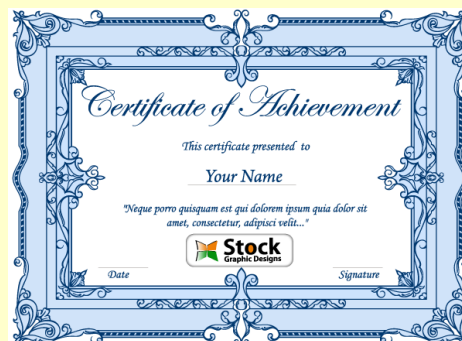 Certificate of Achievement
This certificate presented to
Your Name
"Neque porro quisquam est qui dolorem ipsum quia dolor sit
amet, consectetur, adipisci velit..."
Stock
Graphic Designs
Date Signature